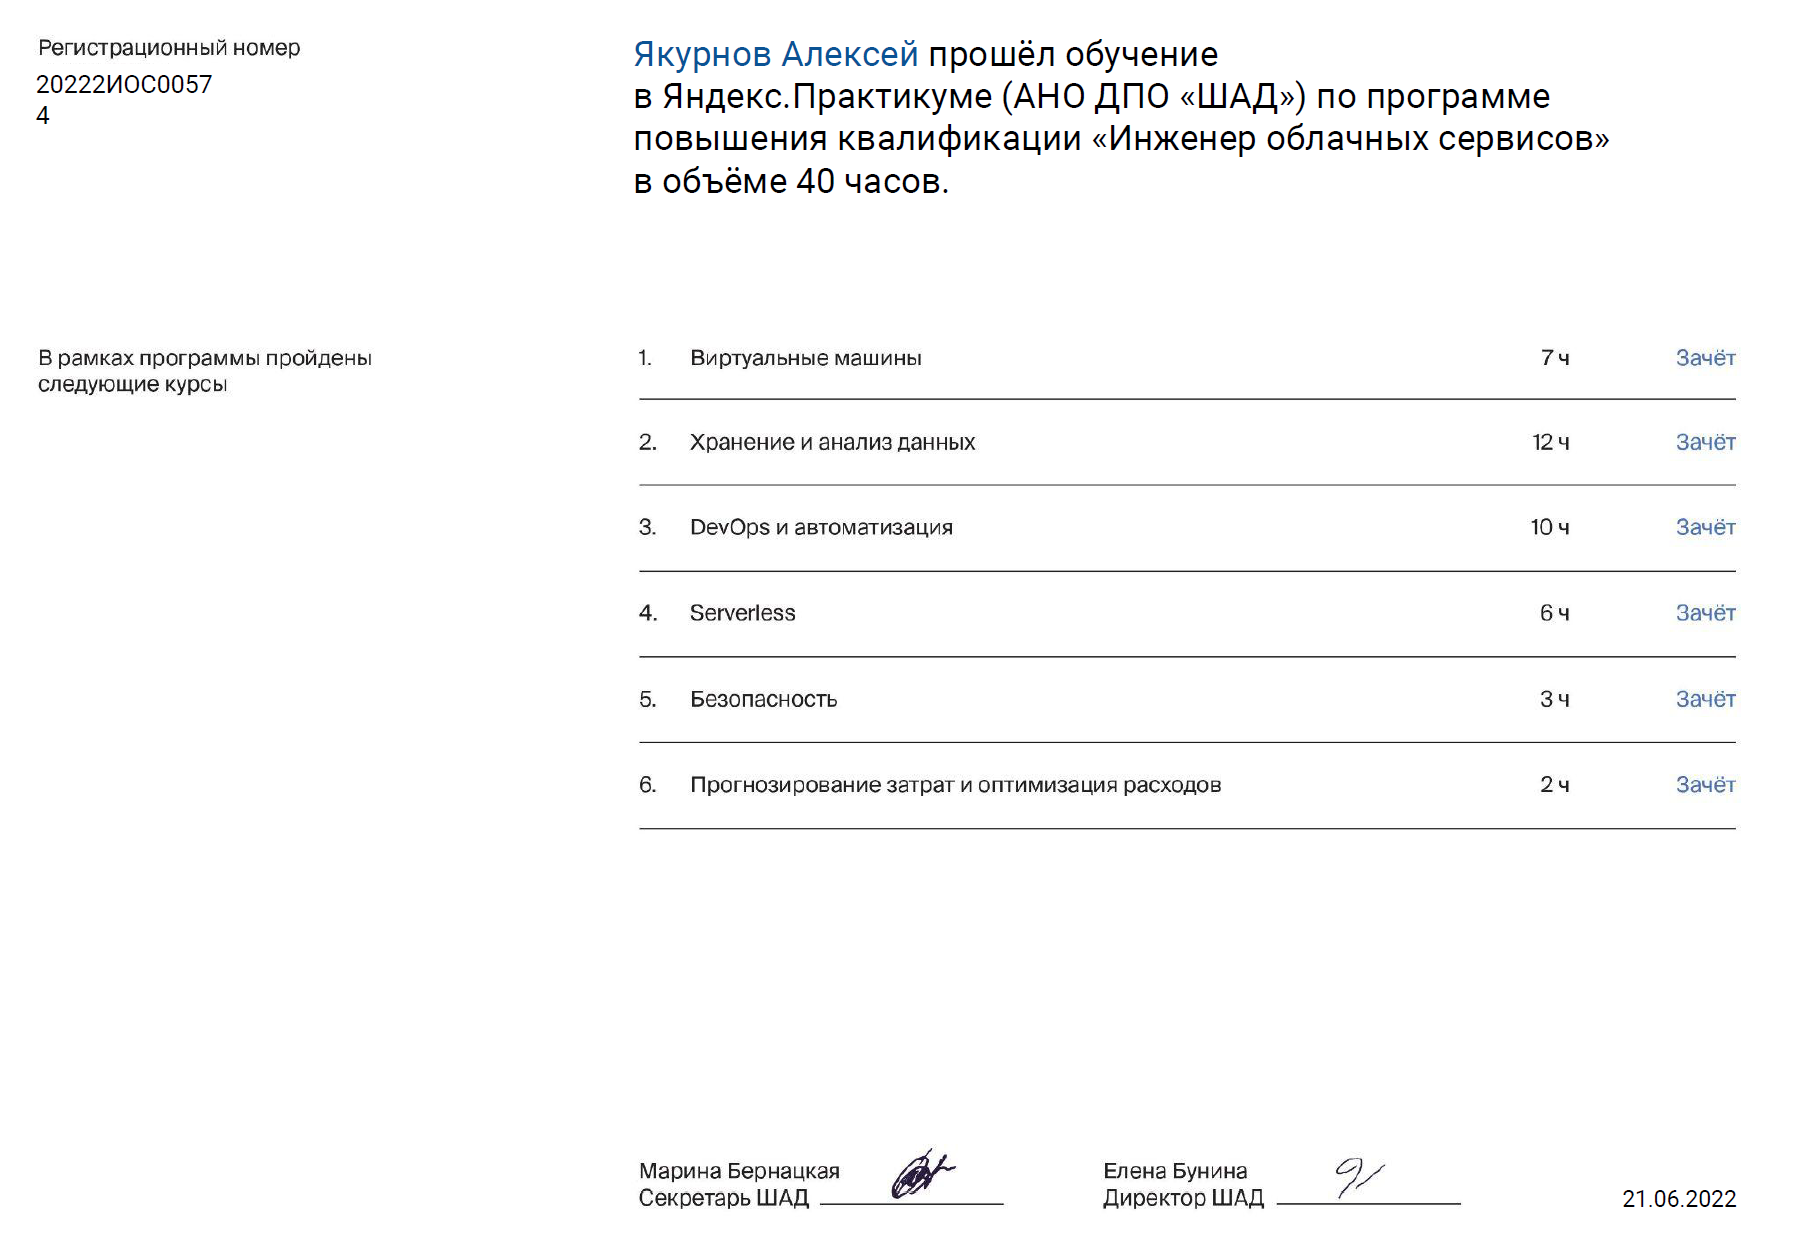 Регистрационный номер
20222ИОС0057
4
Якурнов Алексей прошёл обучение
в Яндекс.Практикуме (АНО ДПО «ШАД») по программе
повышения квалификации «Инженер облачных сервисов»
в объёме 40 часов.
В рамках программы пройдены
следующие курсы
1. Виртуальные машины 7 ч Зачёт
2. Хранение и анализ данных 12 ч Зачёт
3. DevOps и автоматизация 10 ч Зачёт
4. Serverless 6 ч Зачёт
5. Безопасность 3 ч Зачёт
6. Прогнозирование затрат и оптимизация расходов 2 ч Зачёт
Марина Бернацкая
Секретарь ШАД
Елена Бунина
Директор ШАД
21.06.2022